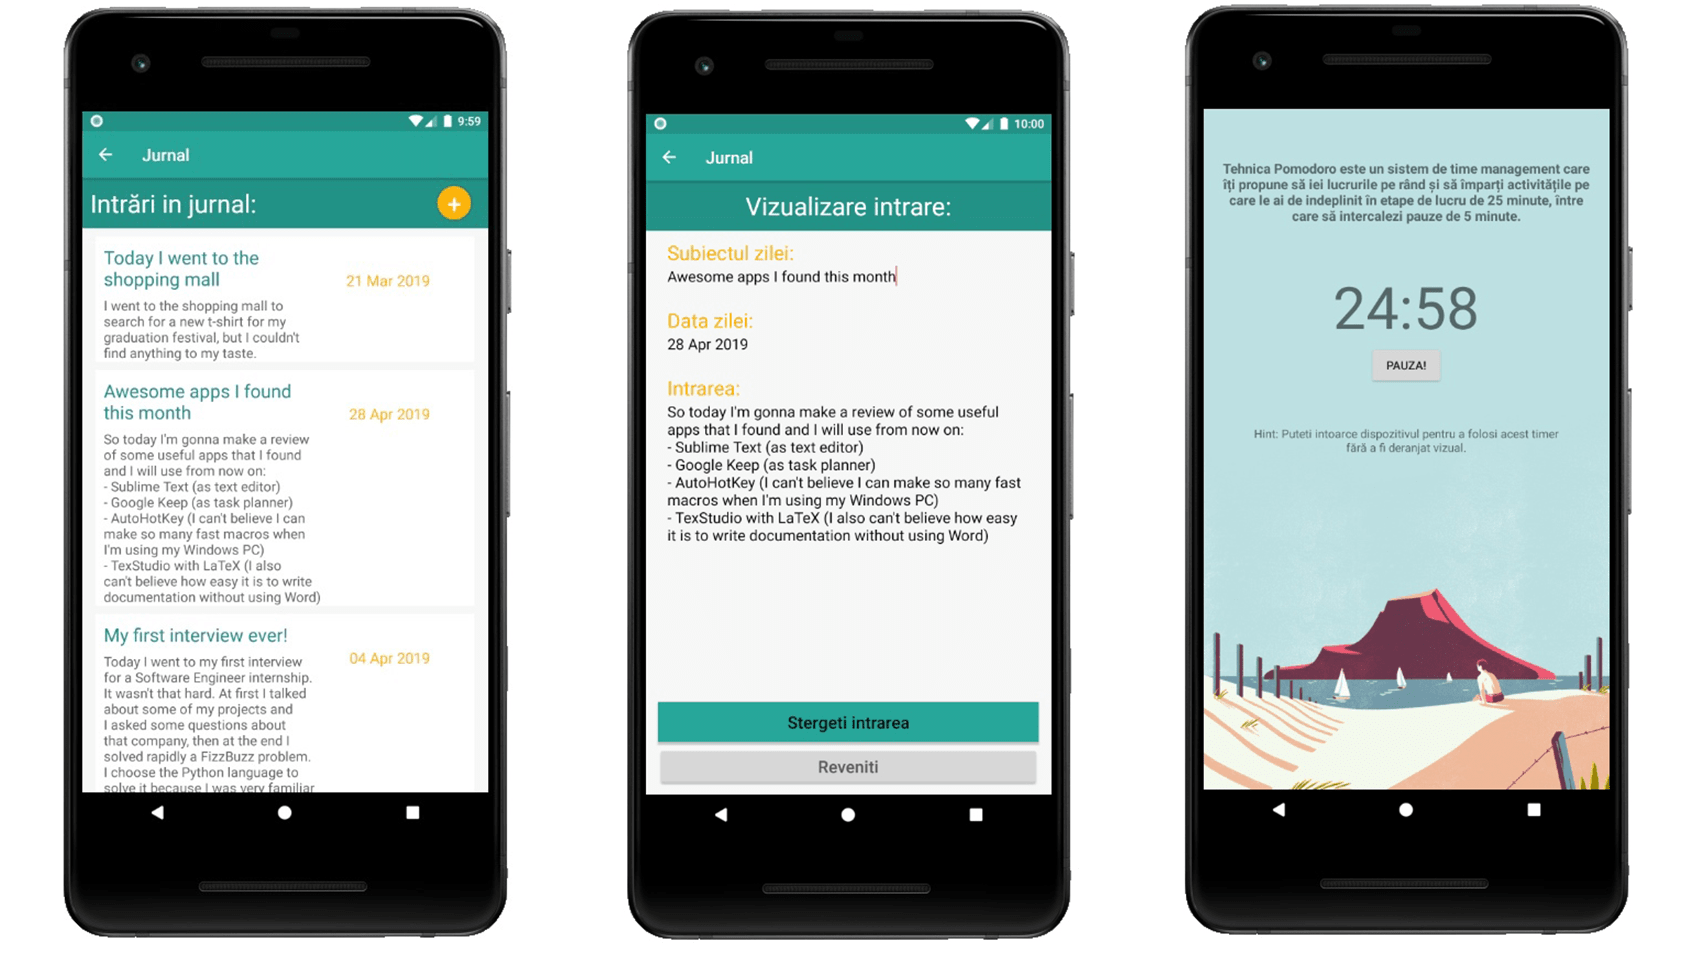 9:59
Jurnal
Intrări in jurnal:
+
Today I went to the
shopping mall
21 Mar 2019
I went to the shopping mall to
search for a new t-shirt for my
graduation festival, but I couldn't
find anything to my taste.
Awesome apps I found
this month
28 Apr 2019
So today I'm gonna make a review
of some useful apps that I found
and I will use from now on:
- Sublime Text (as text editor)
- Google Keep (as task planner)
- AutoHotKey (I can't believe I can
make so many fast macros when
I'm using my Windows PC)
- TexStudio with LaTeX (I also
can't believe how easy it is to write
documentation without using Word)
My first interview ever!
04 Apr 2019
Today I went to my first interview
for a Software Engineer internship.
It wasn't that hard. At first I talked
about some of my projects and
I asked some questions about
that company, then at the end I
solved rapidly a FizzBuzz problem.
I choose the Python language to
solve it because I was very familiar
10:00
Jurnal
Vizualizare intrare:
Subiectul zilei:
Awesome apps I found this month
Data zilei:
28 Apr 2019
Intrarea:
So today I'm gonna make a review of some useful
apps that I found and I will use from now on:
- Sublime Text (as text editor)
- Google Keep (as task planner)
- AutoHotKey (I can't believe I can make so many fast
macros when I'm using my Windows PC)
- TexStudio with LaTeX (I also can't believe how easy
it is to write documentation without using Word)
Stergeti intrarea
Reveniti
Tehnica Pomodoro este un sistem de time management care
îți propune să iei lucrurile pe rând și să împarți activitățile pe
care le ai de indeplinit în etape de lucru de 25 minute, între
care să intercalezi pauze de 5 minute.
24:58
PAUZA!
Hint: Puteti intoarce dispozitivul pentru a folosi acest timer
fără a fi deranjat vizual.